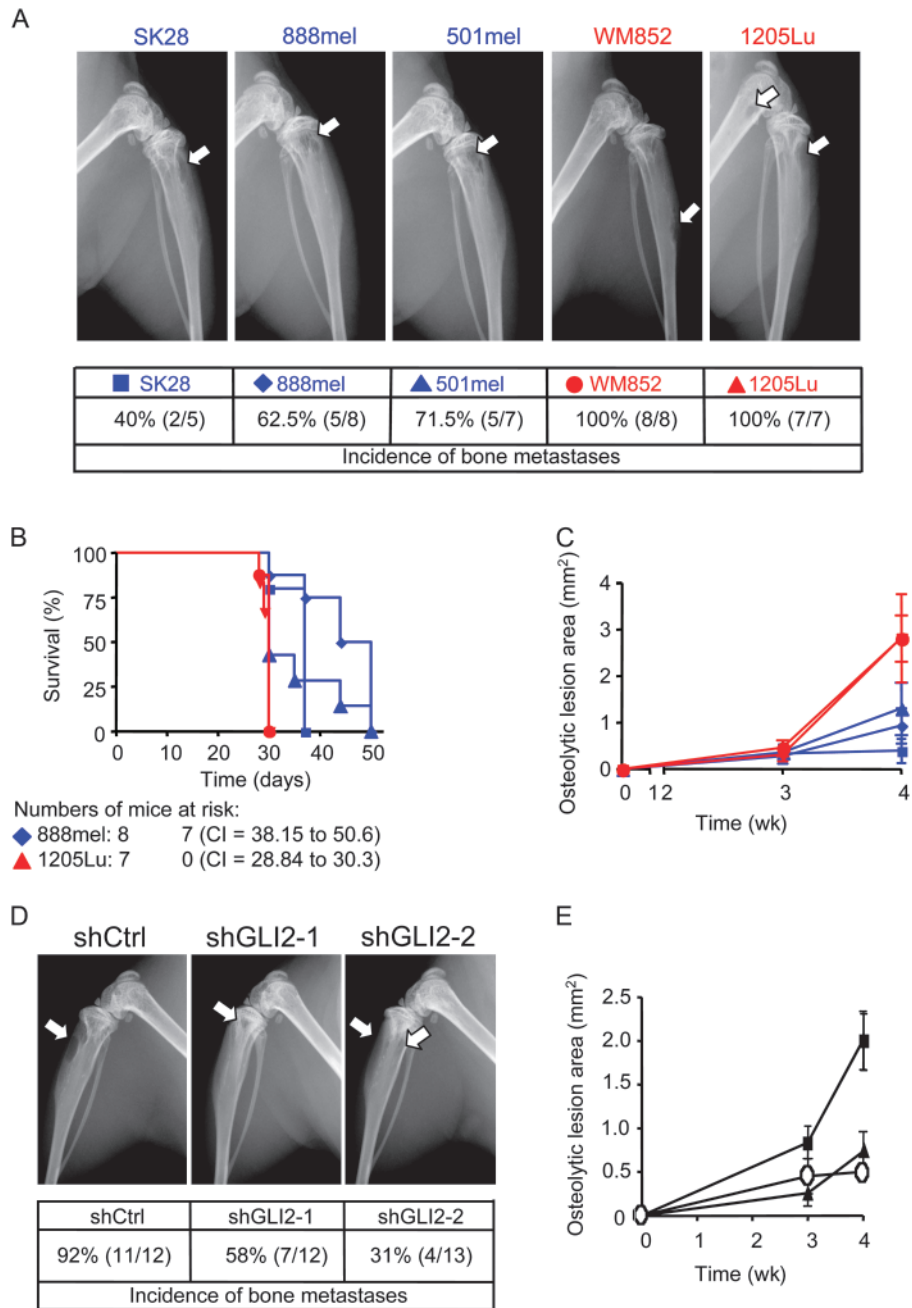 A
SK28 888mel 501mel WM852 1205Lu
SK28 888mel 501mel WM852 1205Lu
40% (2/5) 62.5% (5/8) 71.5% (5/7) 100% (8/8) 100% (7/7)
Incidence of bone metastases
B
Survival (%)
100
75
50
25
0
0 10 20 30 40 50
Time (days)
Numbers of mice at risk:
888mel: 8 7 (CI = 38.15 to 50.6)
1205Lu: 7 0 (CI = 28.84 to 30.3)
C
Osteolytic lesion area (mm²)
4
3
2
1
0
0 1 2 3 4
Time (wk)
D
shCtrl shGLI2-1 shGLI2-2
shCtrl shGLI2-1 shGLI2-2
92% (11/12) 58% (7/12) 31% (4/13)
Incidence of bone metastases
E
Osteolytic lesion area (mm²)
2.5
2.0
1.5
1.0
0.5
0
0 1 2 3 4
Time (wk)